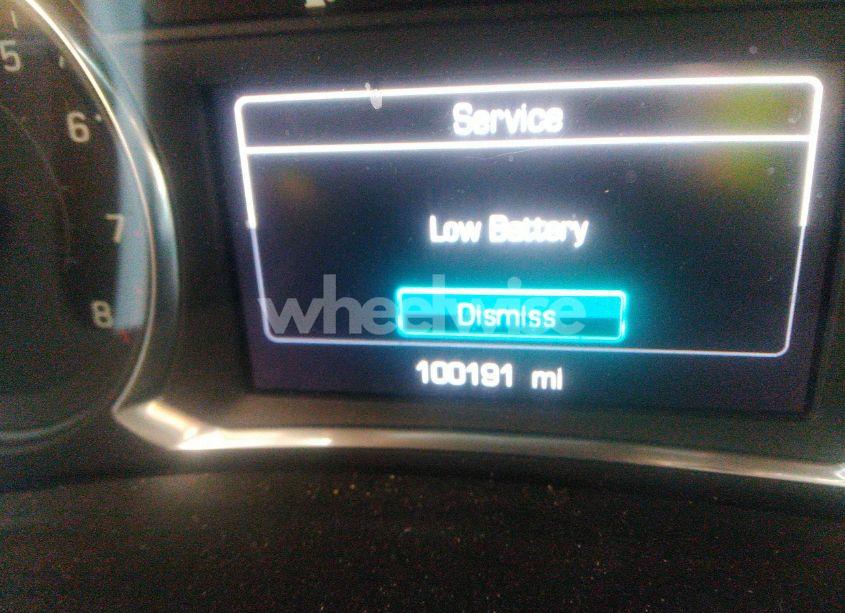 5
6
7
8
Service
Low Battery
wheelwise
Dismiss
100191 mi